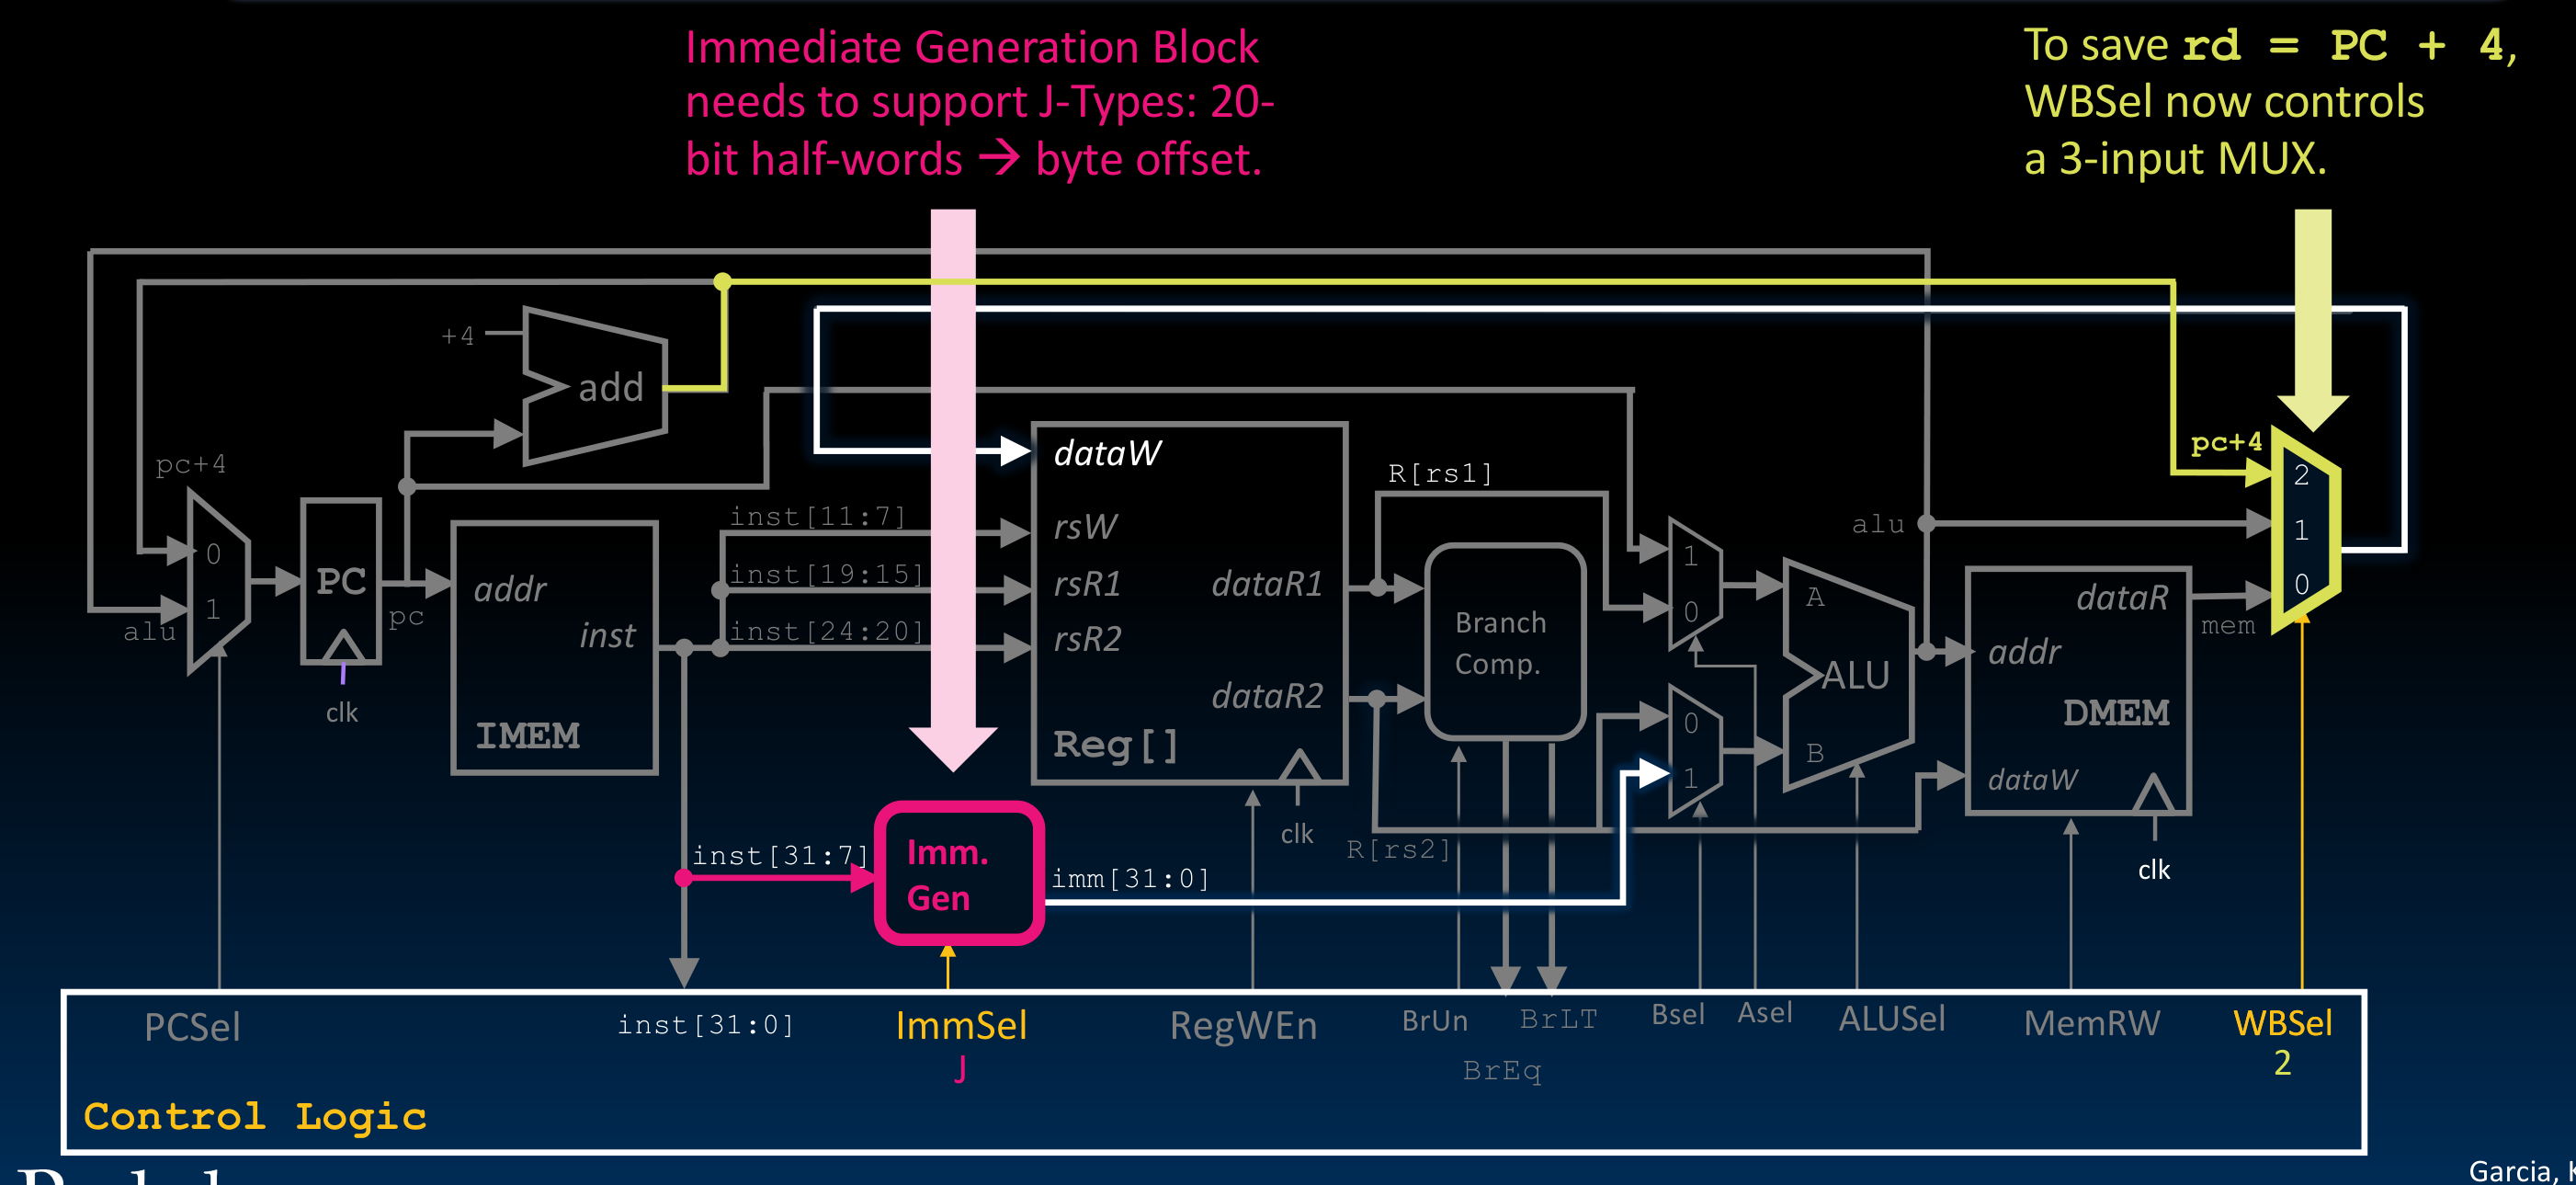 Immediate Generation Block
needs to support J-Types: 20-
bit half-words → byte offset.
To save rd = PC + 4,
WBSel now controls
a 3-input MUX.
+4
add
pc+4
0
1
alu
PC
clk
pc
addr
inst
IMEM
inst[11:7]
inst[19:15]
inst[24:20]
dataW
rsW
rsR1
rsR2
dataR1
dataR2
Reg[]
clk
R[rs1]
R[rs2]
Branch
Comp.
1
0
0
1
A
B
ALU
alu
addr
dataR
DMEM
dataW
clk
mem
pc+4
2
1
0
inst[31:7]
Imm.
Gen
imm[31:0]
PCSel
inst[31:0]
ImmSel
J
RegWEn
BrUn
BrEq
BrLT
Bsel
Asel
ALUSel
MemRW
WBSel
2
Control Logic
Garcia,